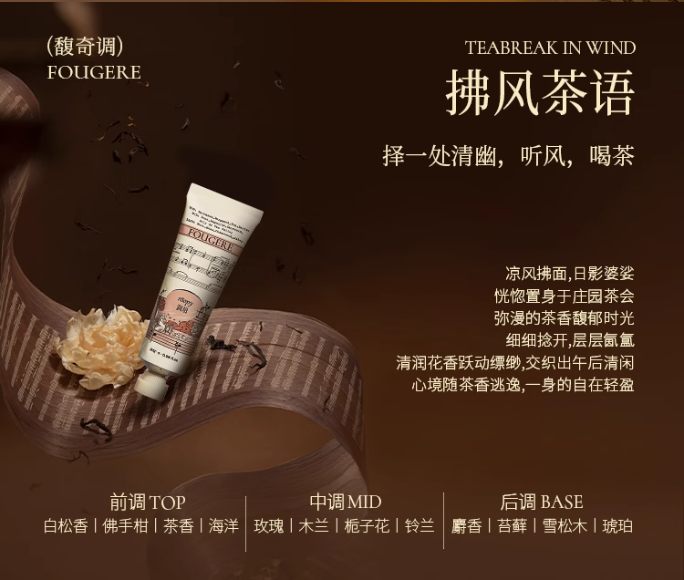 (馥奇调)
FOUGERE
TEABREAK IN WIND
拂风茶语
择一处清幽，听风，喝茶
FOUGERE
凉风拂面,日影婆娑
恍惚置身于庄园茶会
弥漫的茶香馥郁时光
细细捻开,层层氤氲
清润花香跃动缥缈,交织出午后清闲
心境随茶香逃逸,一身的自在轻盈
前调 TOP
白松香 | 佛手柑 | 茶香 | 海洋
中调 MID
玫瑰 | 木兰 | 栀子花 | 铃兰
后调 BASE
麝香 | 苔藓 | 雪松木 | 琥珀